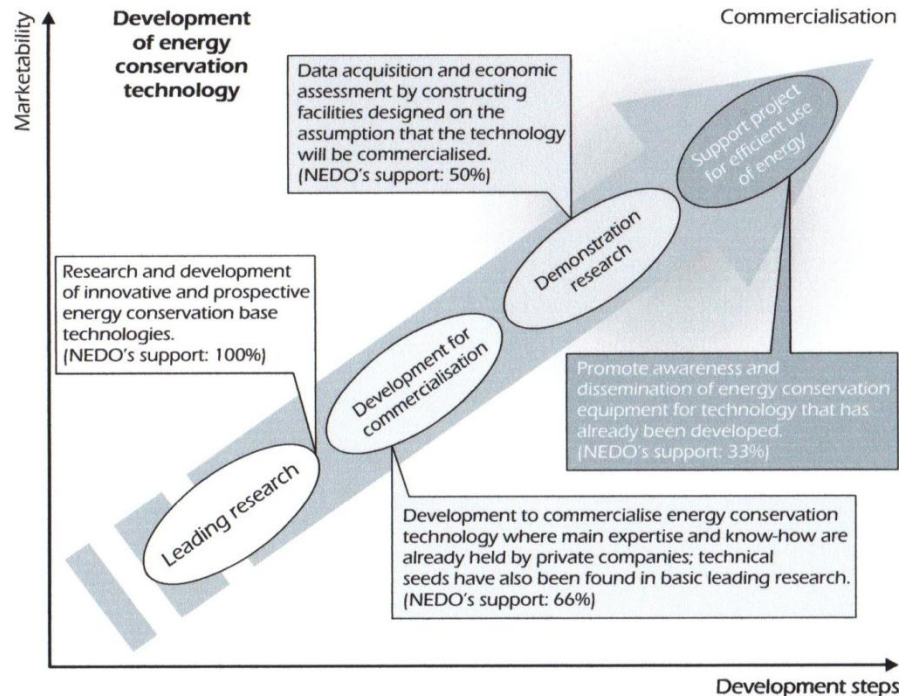 Marketability
Development
of energy
conservation
technology
Commercialisation
Data acquisition and economic
assessment by constructing
facilities designed on the
assumption that the technology
will be commercialised.
(NEDO's support: 50%)
Support project
for efficient use
of energy
Demonstration
research
Research and development
of innovative and prospective
energy conservation base
technologies.
(NEDO's support: 100%)
Development for
commercialisation
Promote awareness and
dissemination of energy conservation
equipment for technology that has
already been developed.
(NEDO's support: 33%)
Leading research
Development to commercialise energy conservation
technology where main expertise and know-how are
already held by private companies; technical
seeds have also been found in basic leading research.
(NEDO's support: 66%)
Development steps